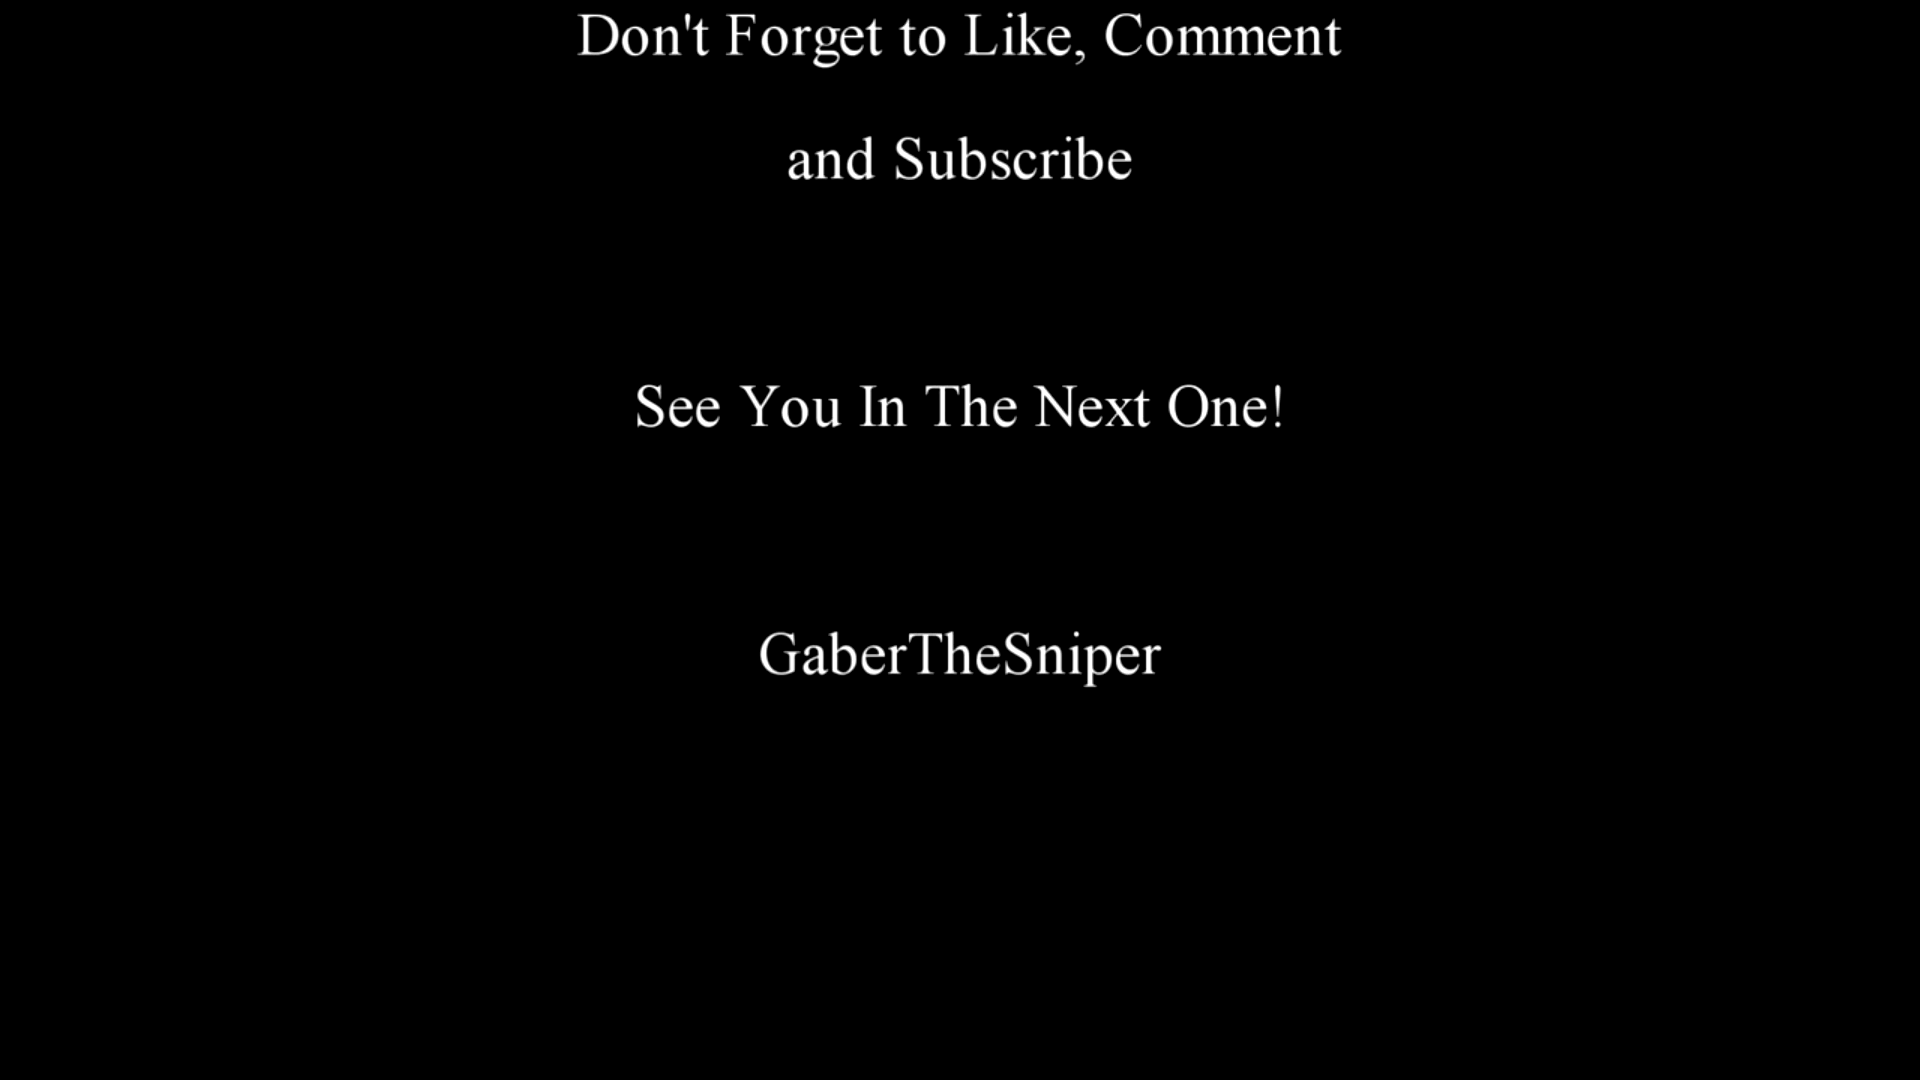 Don't Forget to Like, Comment
and Subscribe
See You In The Next One!
GaberTheSniper